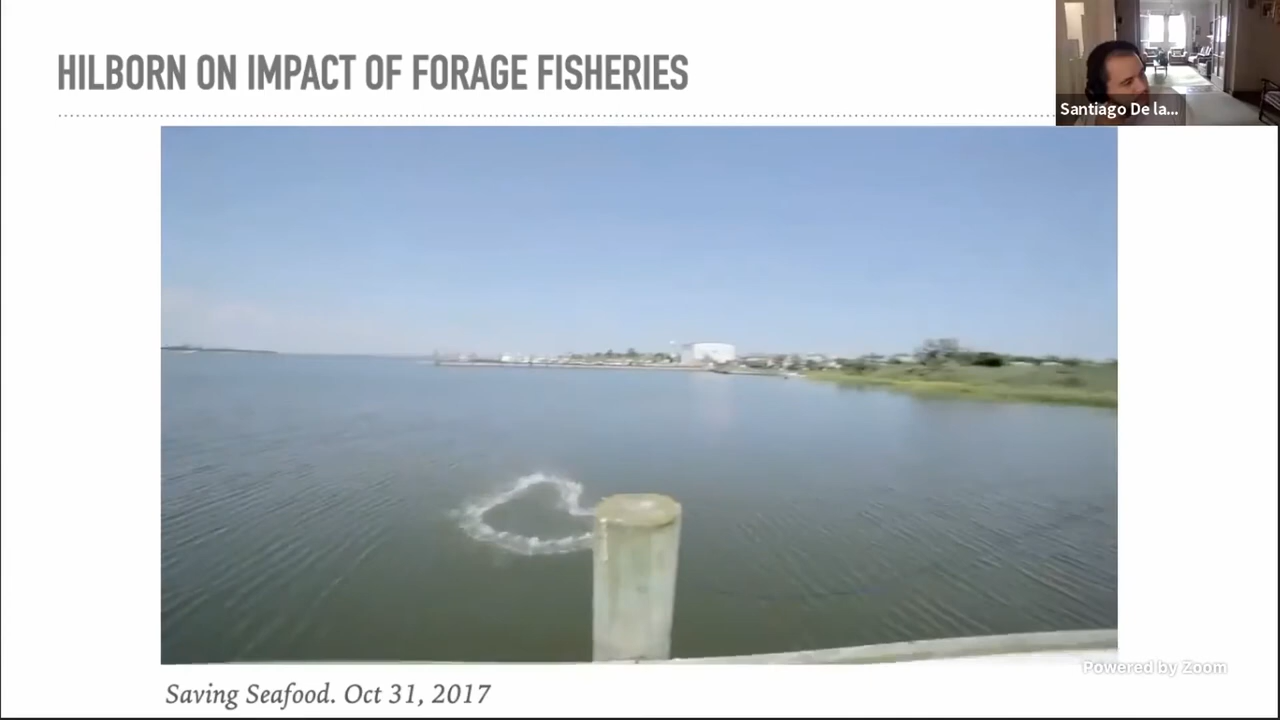 HILBORN ON IMPACT OF FORAGE FISHERIES
Santiago De la...
Powered by Zoom
Saving Seafood. Oct 31, 2017